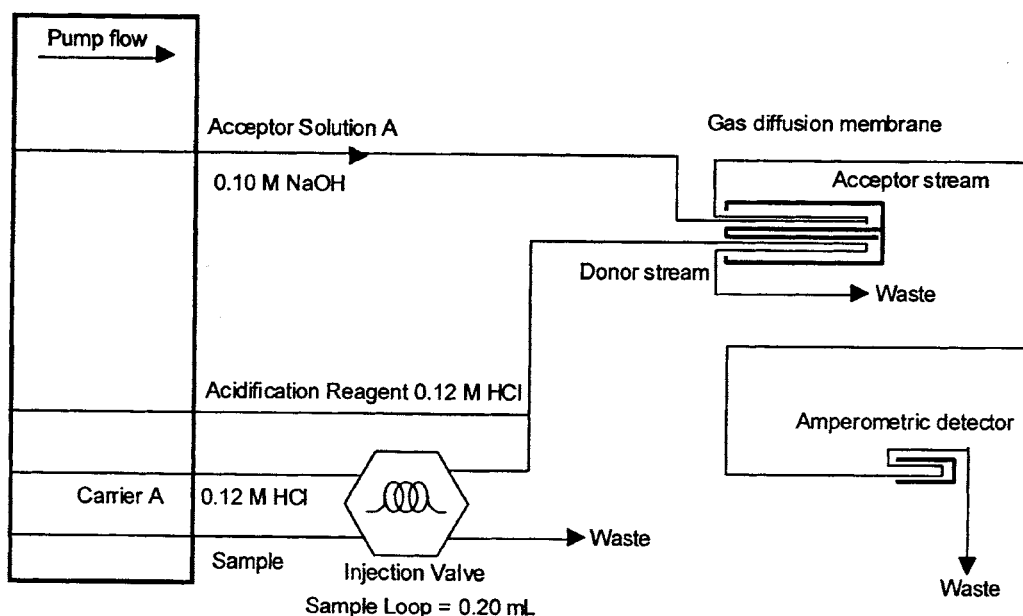 Pump flow
Acceptor Solution A
0.10 M NaOH
Gas diffusion membrane
Acceptor stream
Donor stream
Waste
Acidification Reagent 0.12 M HCl
Amperometric detector
Carrier A
0.12 M HCl
Sample
Waste
Injection Valve
Sample Loop = 0.20 mL
Waste